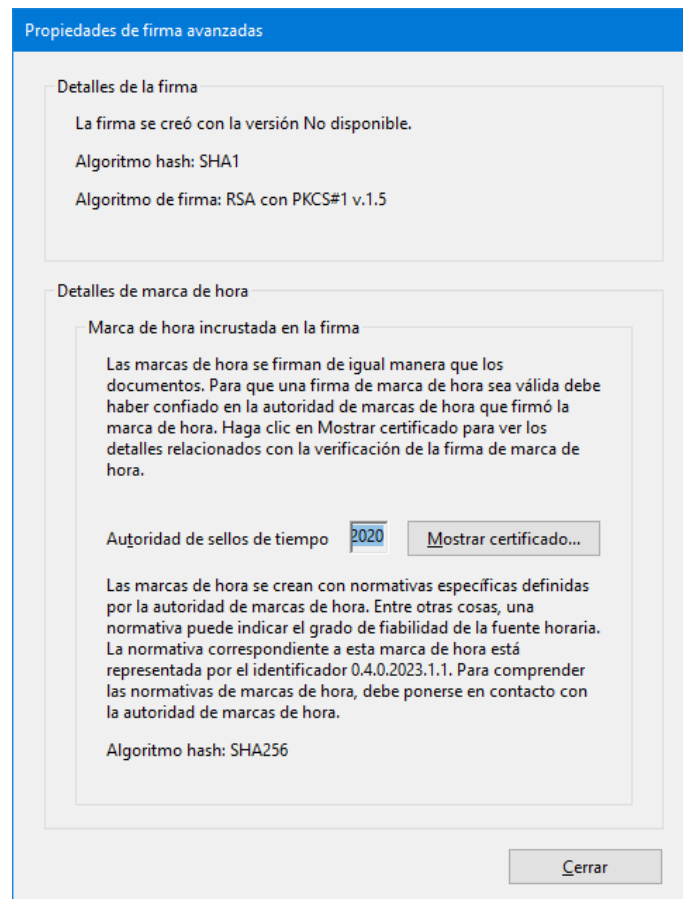 Propiedades de firma avanzadas
Detalles de la firma
La firma se creó con la versión No disponible.
Algoritmo hash: SHA1
Algoritmo de firma: RSA con PKCS#1 v.1.5
Detalles de marca de hora
Marca de hora incrustada en la firma
Las marcas de hora se firman de igual manera que los
documentos. Para que una firma de marca de hora sea válida debe
haber confiado en la autoridad de marcas de hora que firmó la
marca de hora. Haga clic en Mostrar certificado para ver los
detalles relacionados con la verificación de la firma de marca de
hora.
Autoridad de sellos de tiempo 2020 Mostrar certificado...
Las marcas de hora se crean con normativas específicas definidas
por la autoridad de marcas de hora. Entre otras cosas, una
normativa puede indicar el grado de fiabilidad de la fuente horaria.
La normativa correspondiente a esta marca de hora está
representada por el identificador 0.4.0.2023.1.1. Para comprender
las normativas de marcas de hora, debe ponerse en contacto con
la autoridad de marcas de hora.
Algoritmo hash: SHA256
Cerrar